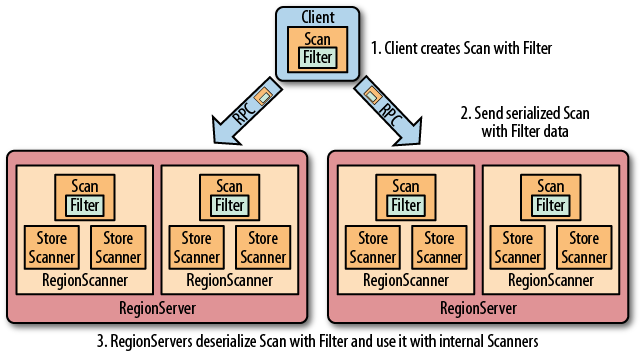 Client
Scan
Filter
1. Client creates Scan with Filter
RPC
RPC
2. Send serialized Scan
with Filter data
Scan
Filter
Store
Scanner
Store
Scanner
RegionScanner
Scan
Filter
Store
Scanner
Store
Scanner
RegionScanner
RegionServer
Scan
Filter
Store
Scanner
Store
Scanner
RegionScanner
Scan
Filter
Store
Scanner
Store
Scanner
RegionScanner
RegionServer
3. RegionServers deserialize Scan with Filter and use it with internal Scanners